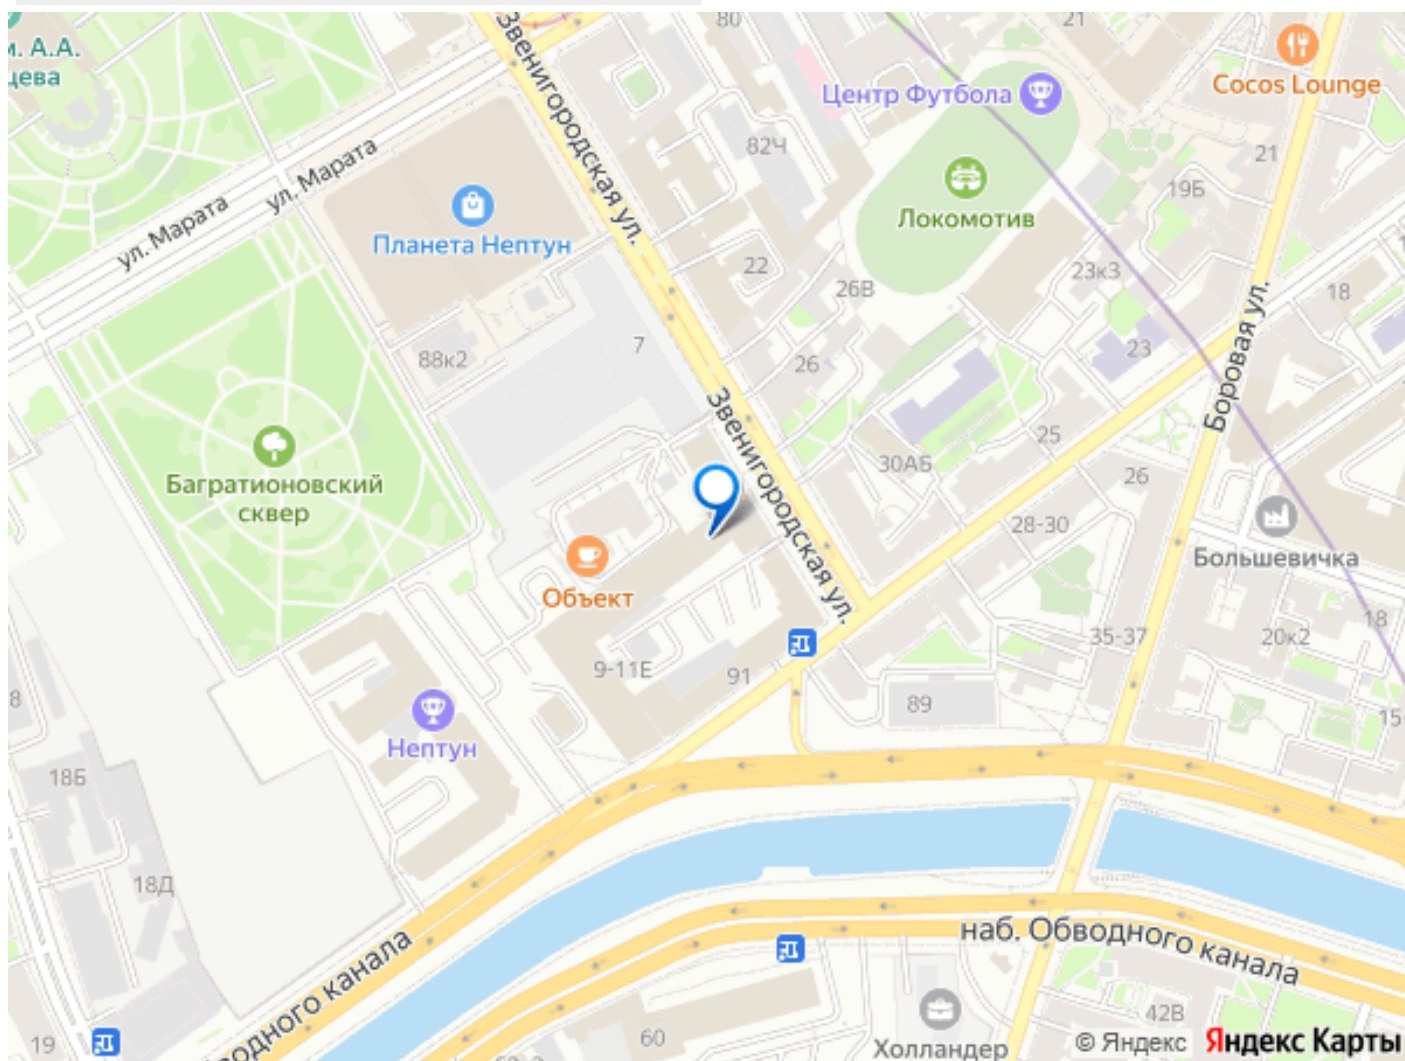 80
21
м. А.А.
цева
Звенигородская ул.
Cocos Lounge
Центр Футбола
82Ч
21
ул. Марата
ул. Марата
19Б
Локомотив
Планета Нептун
22
26В
23к3
18
7
88к2
26
23
Боровая ул.
Звенигородская ул.
25
Багратионовский
сквер
30АБ
26
28-30
Большевичка
Объект
18
35-37
20к2
9-11Е
91
89
8
15
Нептун
18Б
18Д
наб. Обводного канала
водного канала
19
60
42В
Холландер
© Яндекс Яндекс Карты